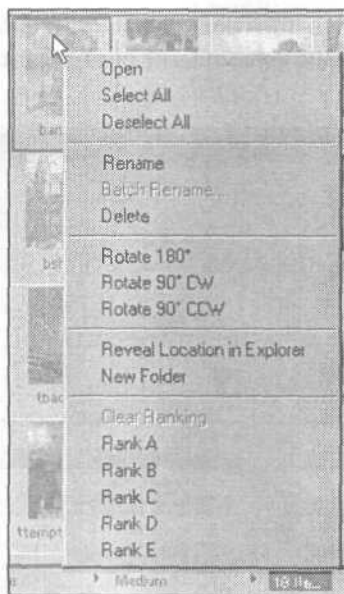 Open
Select All
Deselect All
Rename
Batch Rename...
Delete
Rotate 180°
Rotate 90° CW
Rotate 90° CCW
Reveal Location in Explorer
New Folder
Clear Ranking
Rank A
Rank B
Rank C
Rank D
Rank E
Medium